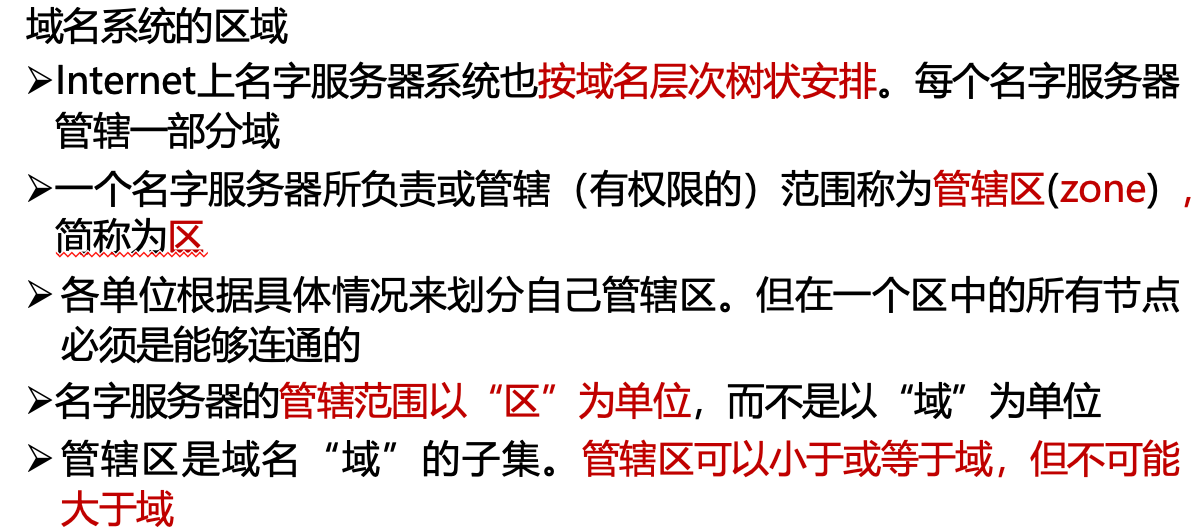 域名系统的区域
➢Internet上名字服务器系统也按域名层次树状安排。每个名字服务器
管辖一部分域
➢一个名字服务器所负责或管辖（有权限的）范围称为管辖区(zone)，
简称为区
➢各单位根据具体情况来划分自己管辖区。但在一个区中的所有节点
必须是能够连通的
➢名字服务器的管辖范围以“区”为单位，而不是以“域”为单位
➢管辖区是域名“域”的子集。管辖区可以小于或等于域，但不可能
大于域